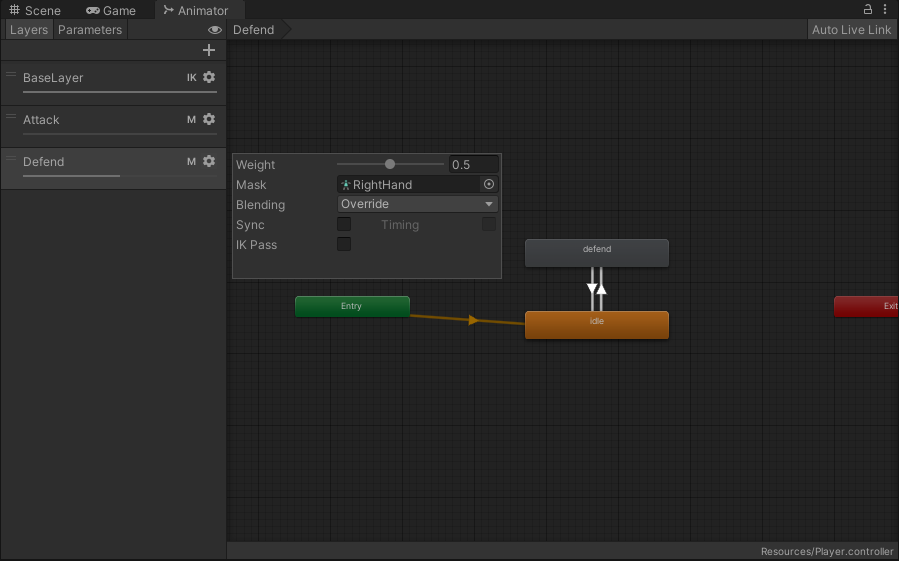 Scene Game Animator
Layers Parameters Defend Auto Live Link
BaseLayer IK
Attack M
Defend M
Weight 0.5
Mask RightHand
Blending Override
Sync Timing
IK Pass
defend
Entry
idle
Exit
Resources/Player.controller